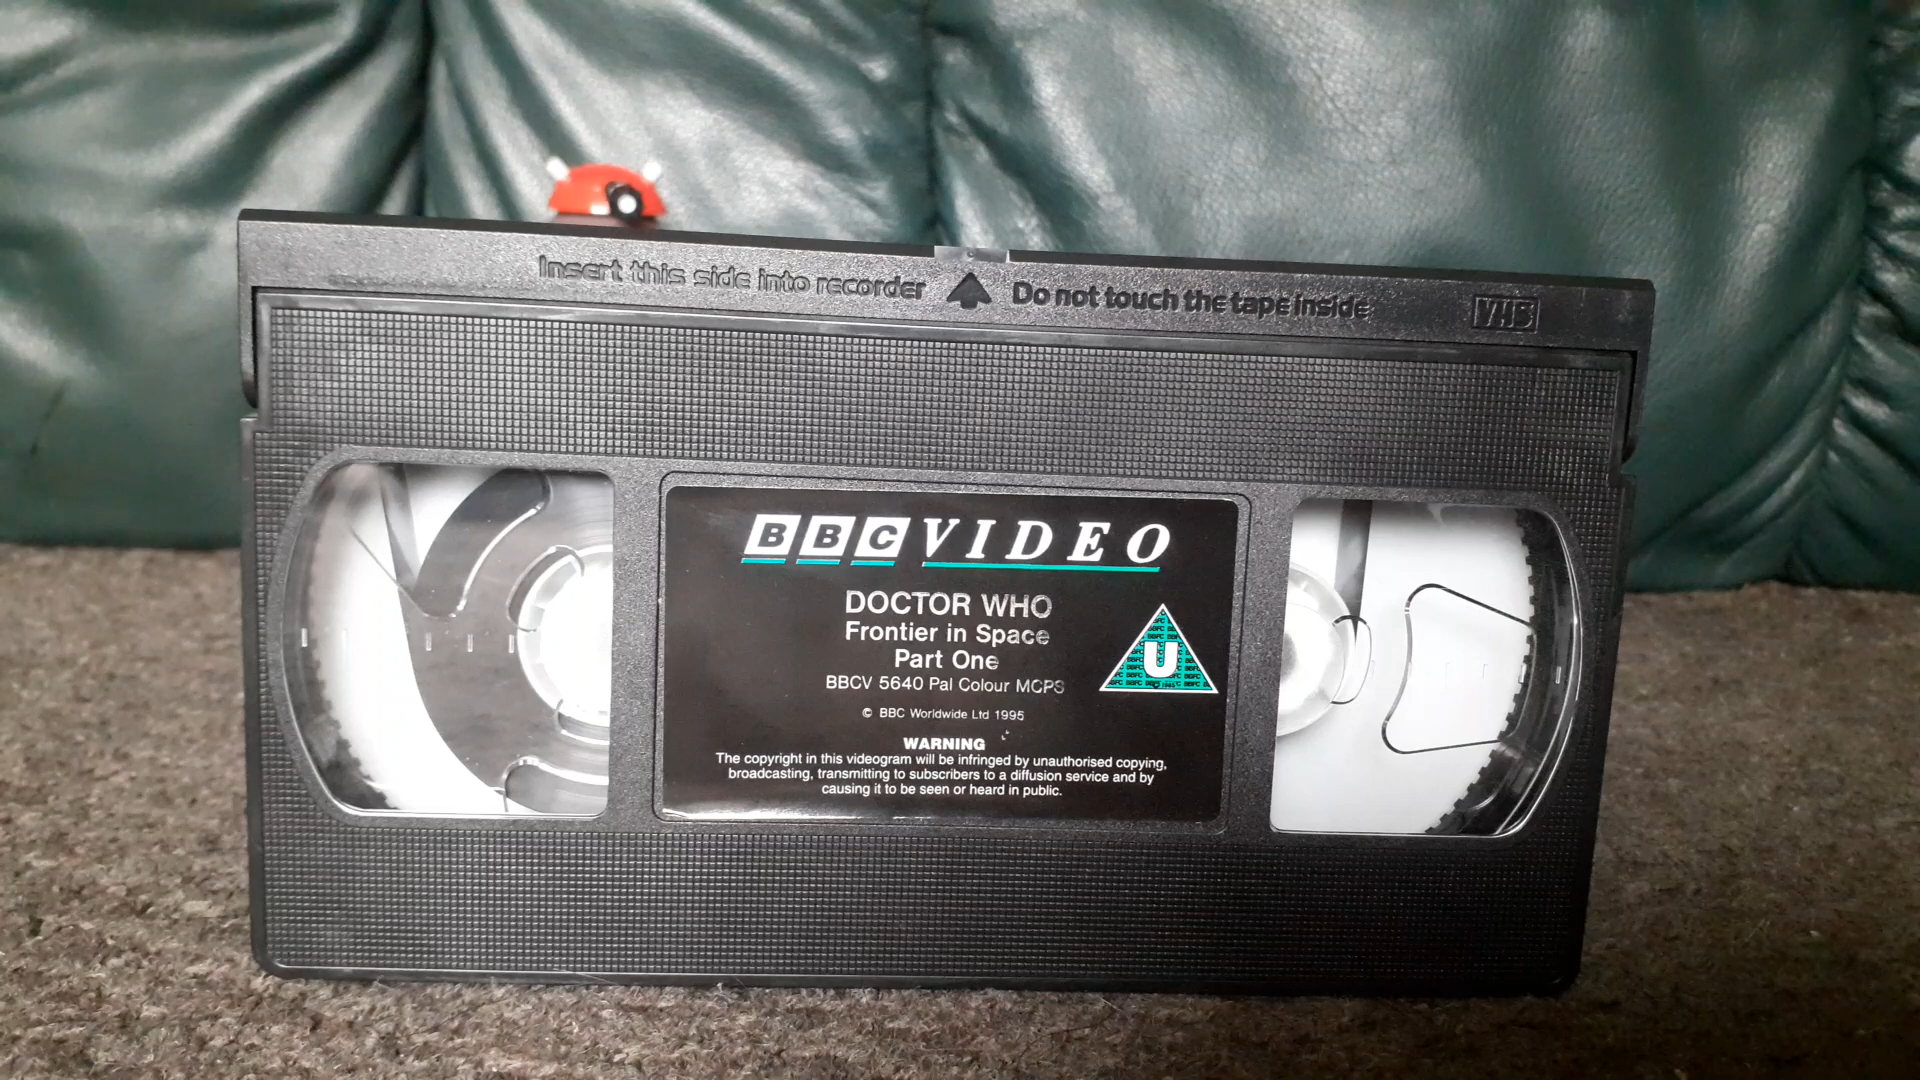 Insert this side into recorder Do not touch the tape inside VHS
BBC VIDEO
DOCTOR WHO
Frontier in Space
Part One
BBCV 5640 Pal Colour MCPS
U
© BBC Worldwide Ltd 1995
WARNING
The copyright in this videogram will be infringed by unauthorised copying,
broadcasting, transmitting to subscribers to a diffusion service and by
causing it to be seen or heard in public.